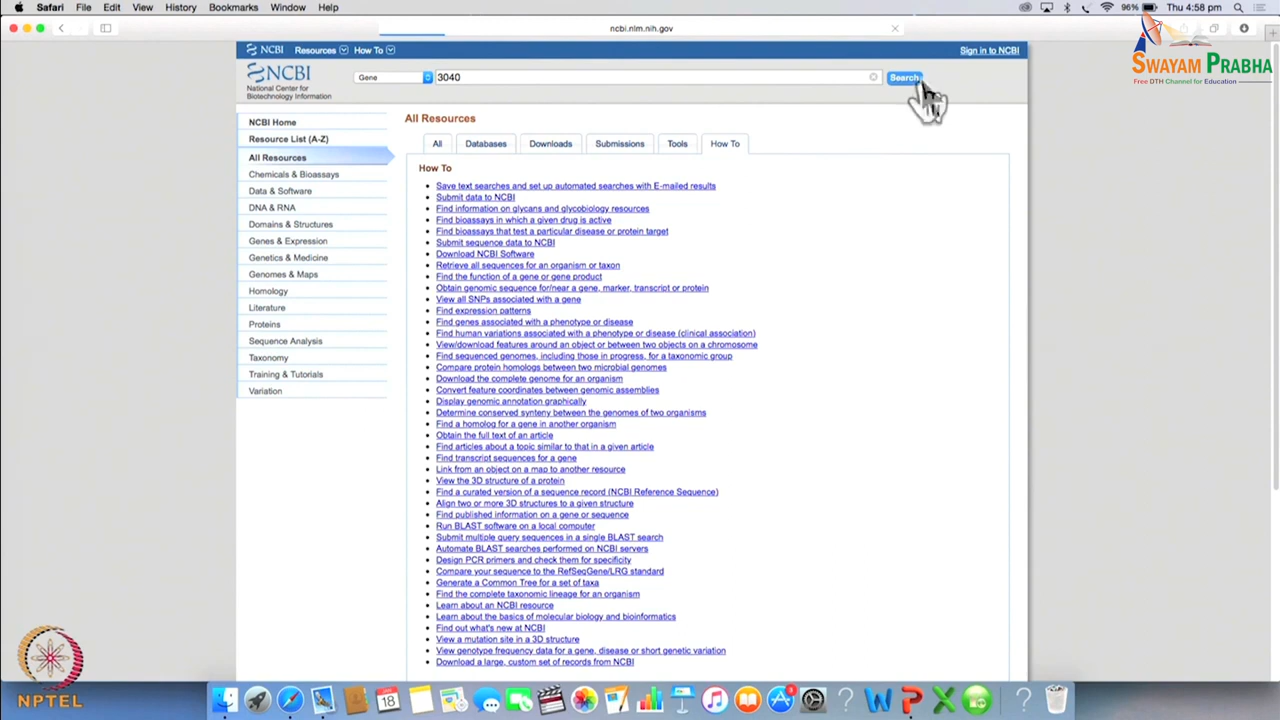 Safari File Edit View History Bookmarks Window Help
96% Thu 4:58 pm
ncbi.nlm.nih.gov
SWAYAM PRABHA
Free DTH Channel for Education
NCBI Resources How To Sign in to NCBI
NCBI
National Center for
Biotechnology Information
Gene 3040 Search
NCBI Home
Resource List (A-Z)
All Resources
Chemicals & Bioassays
Data & Software
DNA & RNA
Domains & Structures
Genes & Expression
Genetics & Medicine
Genomes & Maps
Homology
Literature
Proteins
Sequence Analysis
Taxonomy
Training & Tutorials
Variation
All Resources
All Databases Downloads Submissions Tools How To
How To
Save text searches and set up automated searches with E-mailed results
Submit data to NCBI
Find information on glycans and glycobiology resources
Find bioassays in which a given drug is active
Find bioassays that test a particular disease or protein target
Submit sequence data to NCBI
Download NCBI Software
Retrieve all sequences for an organism or taxon
Find the function of a gene or gene product
Obtain genomic sequence for/near a gene, marker, transcript or protein
View all SNPs associated with a gene
Find expression patterns
Find genes associated with a phenotype or disease
Find human variations associated with a phenotype or disease (clinical association)
View/download features around an object or between two objects on a chromosome
Find sequenced genomes, including those in progress, for a taxonomic group
Compare protein homologs between two microbial genomes
Download the complete genome for an organism
Convert feature coordinates between genomic assemblies
Display genomic annotation graphically
Determine conserved synteny between the genomes of two organisms
Find a homolog for a gene in another organism
Obtain the full text of an article
Find articles about a topic similar to that in a given article
Find transcript sequences for a gene
Link from an object on a map to another resource
View the 3D structure of a protein
Find a curated version of a sequence record (NCBI Reference Sequence)
Align two or more 3D structures to a given structure
Find published information on a gene or sequence
Run BLAST software on a local computer
Submit multiple query sequences in a single BLAST search
Automate BLAST searches performed on NCBI servers
Design PCR primers and check them for specificity
Compare your sequence to the RefSeqGene/LRG standard
Generate a Common Tree for a set of taxa
Find the complete taxonomic lineage for an organism
Learn about an NCBI resource
Learn about the basics of molecular biology and bioinformatics
Find out what's new at NCBI
View a mutation site in a 3D structure
View genotype frequency data for a gene, disease or short genetic variation
Download a large, custom set of records from NCBI
NPTEL
18
3